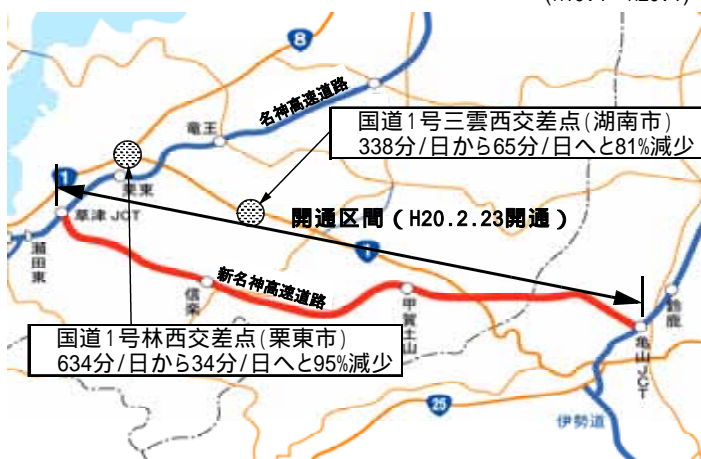 8
名神高速道路
竜王
国道1号三雲西交差点(湖南市)
338分/日から65分/日へと81%減少
1
栗東
草津JCT
開通区間(H20.2.23開通)
瀬田東
1
新名神高速道路
信楽
甲賀土山
鈴鹿
亀山JCT
国道1号林西交差点(栗東市)
634分/日から34分/日へと95%減少
25
伊勢道